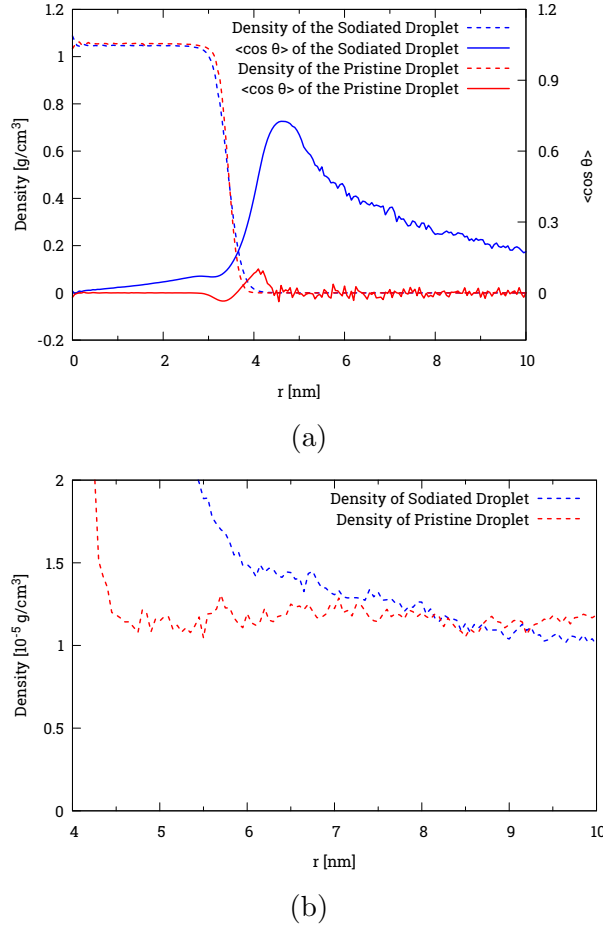 Density of the Sodiated Droplet
<cos θ> of the Sodiated Droplet
Density of the Pristine Droplet
<cos θ> of the Pristine Droplet
1.2
1
0.8
0.6
0.4
0.2
0
-0.2
Density [g/cm³]
1.2
0.9
0.6
0.3
0
<cos θ>
0 2 4 6 8 10
r [nm]
(a)
Density of Sodiated Droplet
Density of Pristine Droplet
2
1.5
1
0.5
0
Density [10⁻⁵ g/cm³]
4 5 6 7 8 9 10
r [nm]
(b)